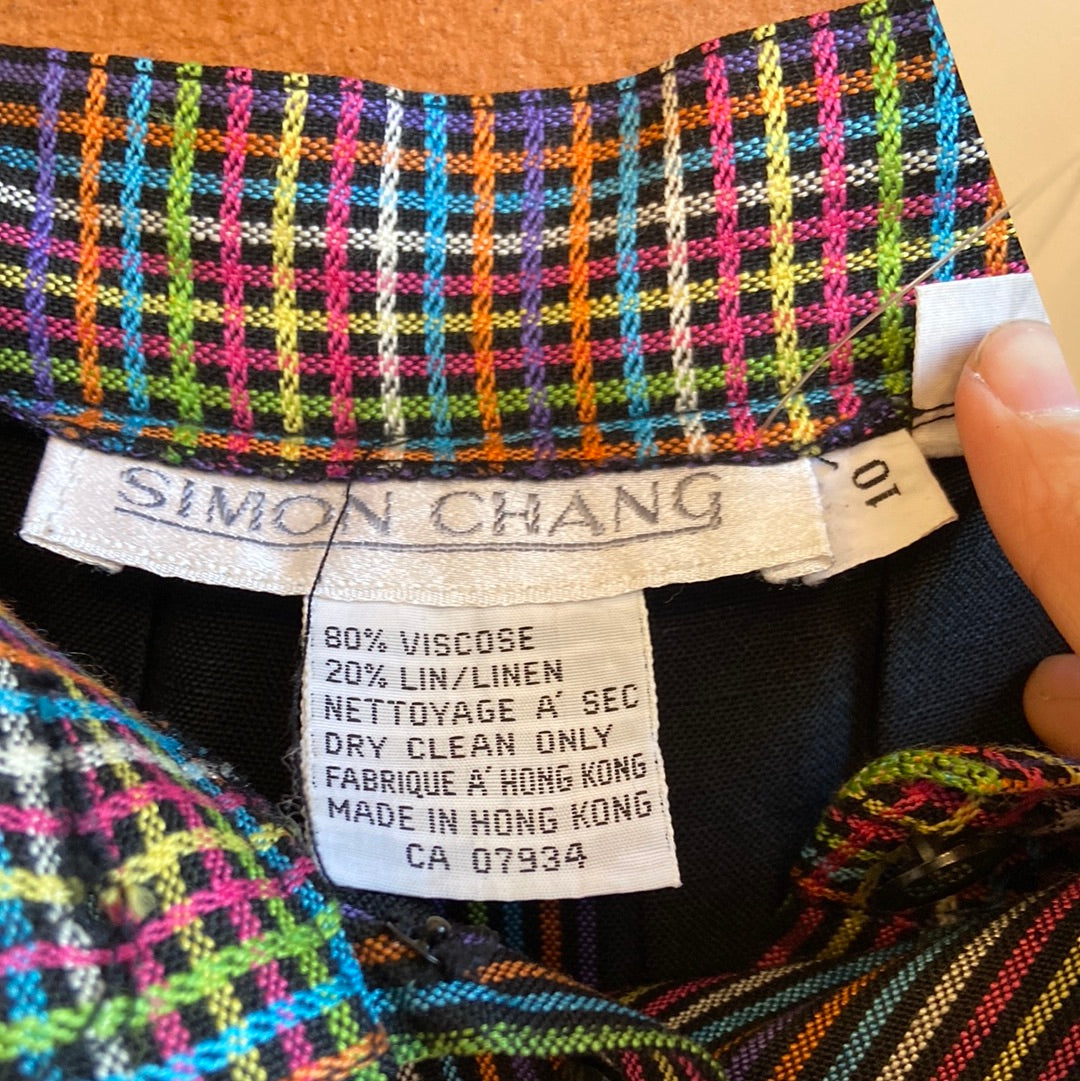 SIMON CHANG
10
80% VISCOSE
20% LIN/LINEN
NETTOYAGE A´ SEC
DRY CLEAN ONLY
FABRIQUE A´ HONG KONG
MADE IN HONG KONG
CA 07934